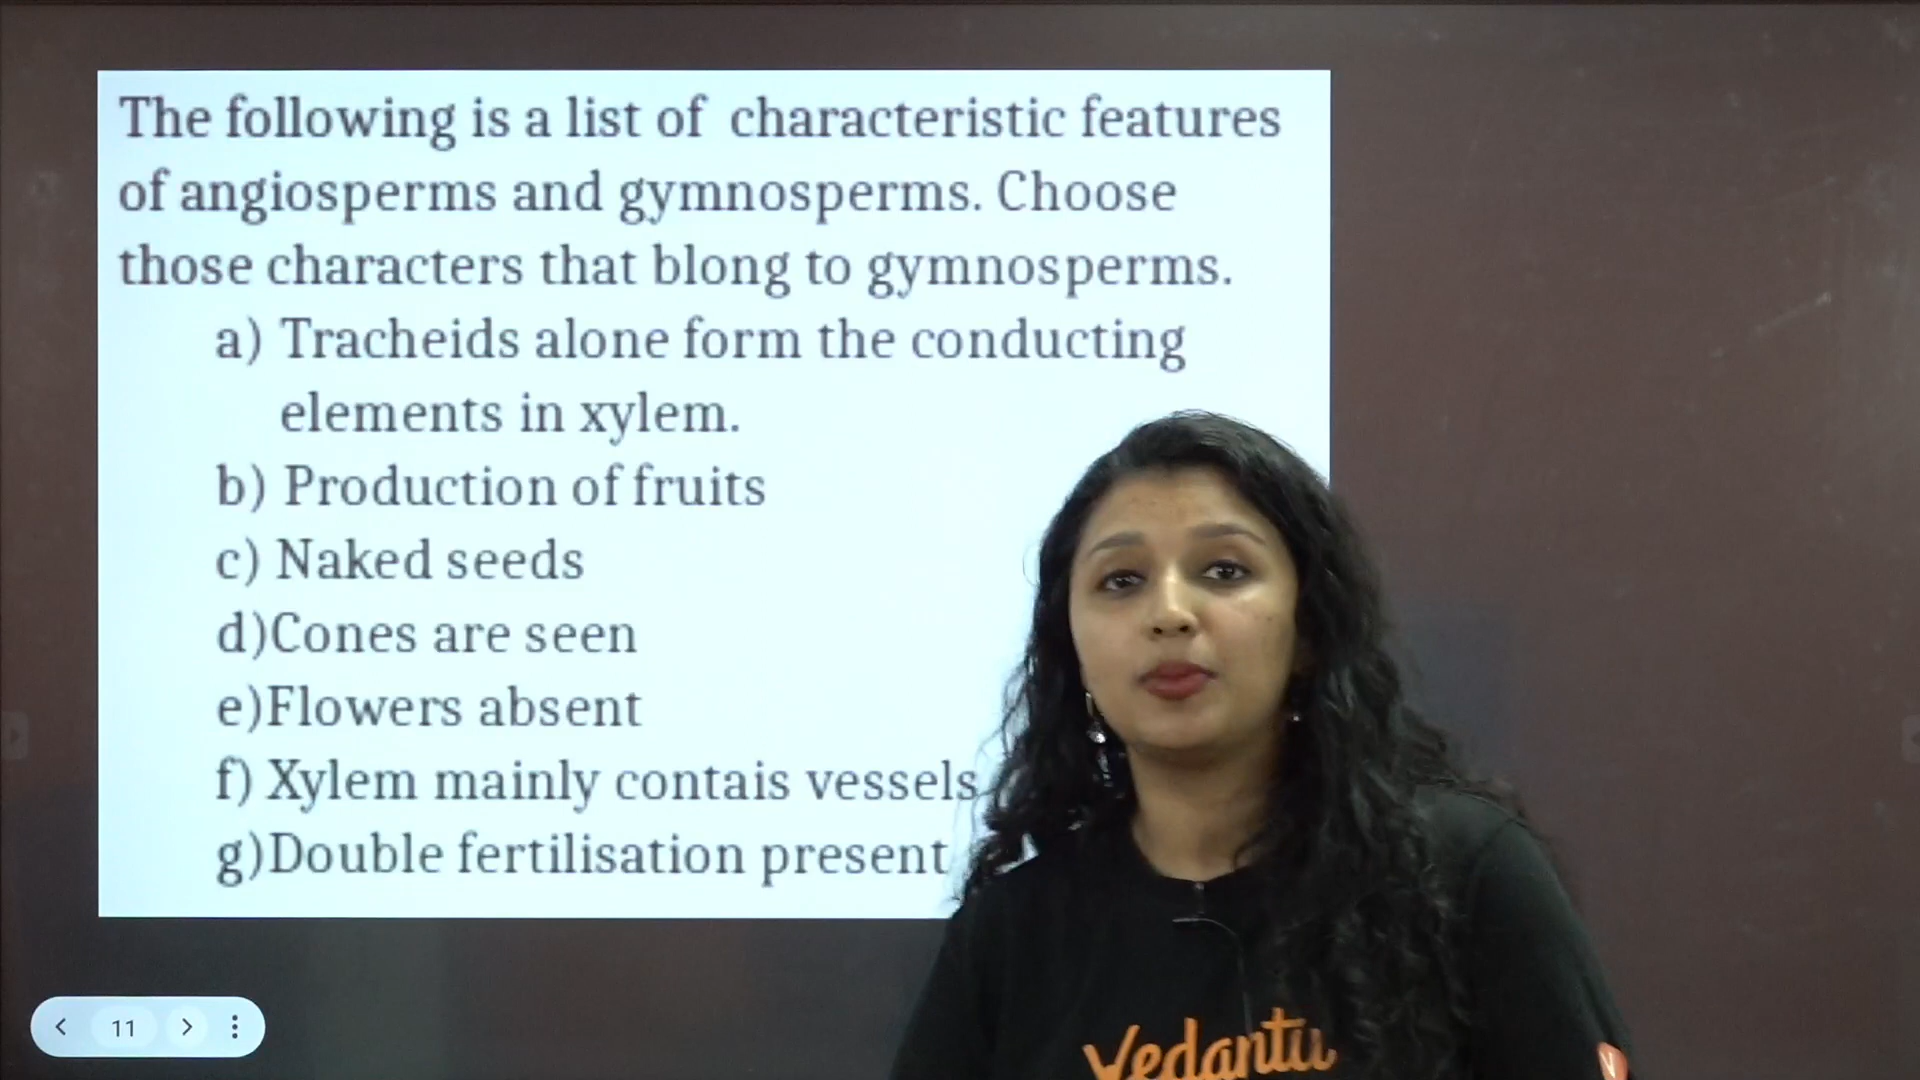 The following is a list of characteristic features
of angiosperms and gymnosperms. Choose
those characters that blong to gymnosperms.
a) Tracheids alone form the conducting
elements in xylem.
b) Production of fruits
c) Naked seeds
d)Cones are seen
e)Flowers absent
f) Xylem mainly contais vessels
g)Double fertilisation present
11
Vedantu